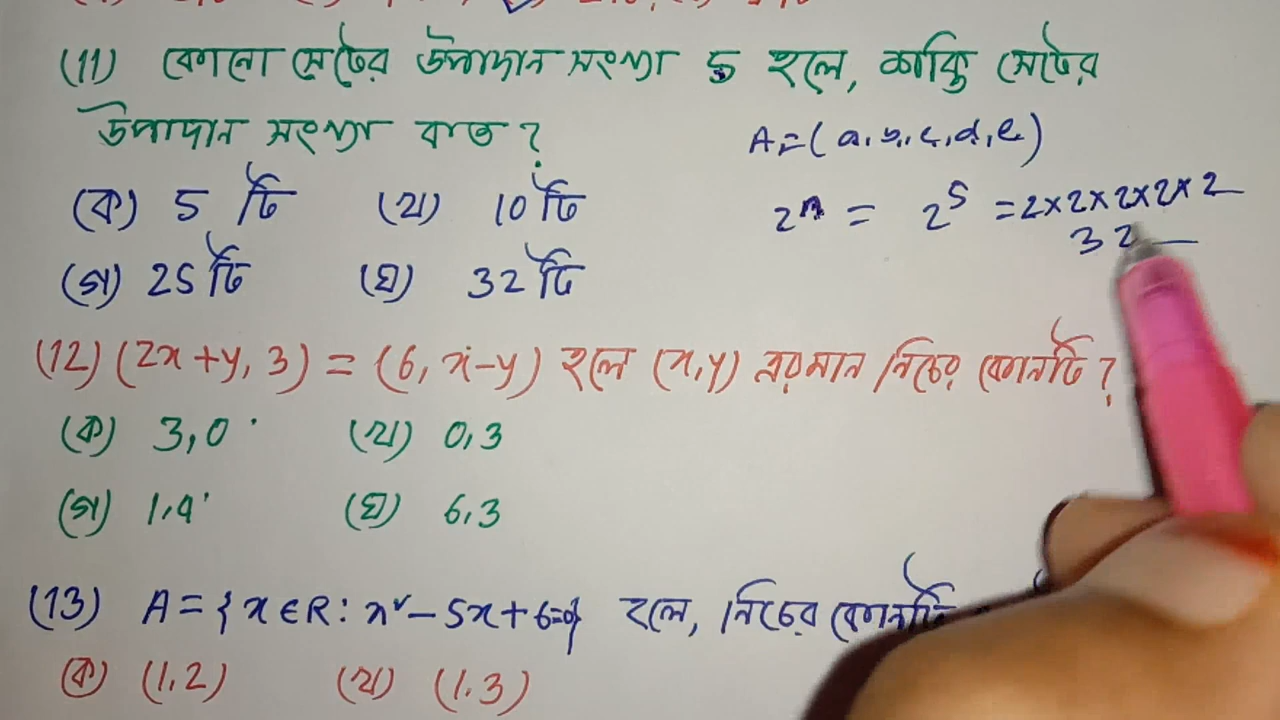 (11) কোনো সেটের উপাদান সংখ্যা 5 হলে, শক্তি সেটের
উপাদান সংখ্যা কত?
A=(a,b,c,d,e)
(ক) 5 টি (খ) 10 টি
2ⁿ = 2⁵ =2×2×2×2×2
32
(গ) 25 টি (ঘ) 32 টি
(12) (2x+y, 3) = (6, x-y) হলে (x,y) এরমান নিচের কোনটি?
(ক) 3,0 (খ) 0,3
(গ) 1,4 (ঘ) 6,3
(13) A={x∈R: x²-5x+6=0} হলে, নিচের কোনটি
(ক) (1,2) (খ) (1,3)